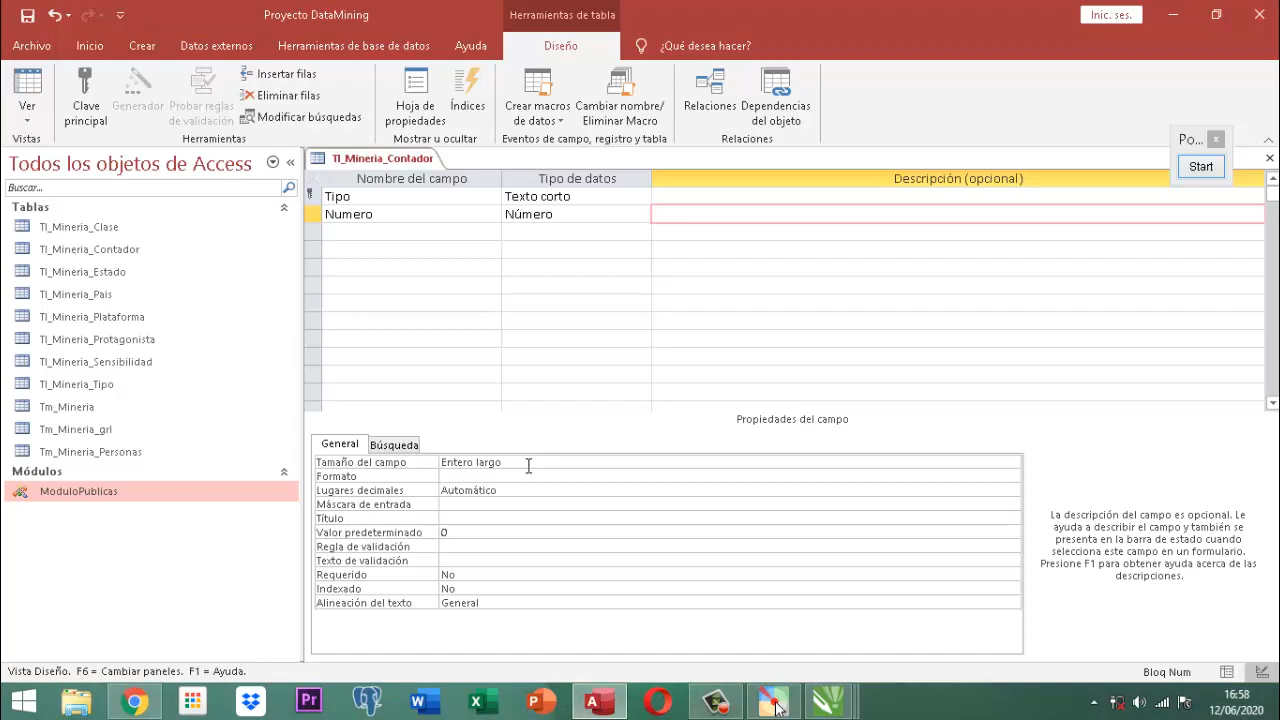 Proyecto DataMining
Herramientas de tabla
Inic. ses.
Archivo
Inicio
Crear
Datos externos
Herramientas de base de datos
Ayuda
Diseño
¿Qué desea hacer?
Ver
Vistas
Clave principal
Generador
Probar reglas de validación
Insertar filas
Eliminar filas
Modificar búsquedas
Herramientas
Hoja de propiedades
Índices
Mostrar u ocultar
Crear macros de datos
Cambiar nombre/ Eliminar Macro
Eventos de campo, registro y tabla
Relaciones
Dependencias del objeto
Relaciones
Po...
Start
Todos los objetos de Access
Buscar...
Tablas
Tl_Mineria_Clase
Tl_Mineria_Contador
Tl_Mineria_Estado
Tl_Mineria_Pais
Tl_Mineria_Plataforma
Tl_Mineria_Protagonista
Tl_Mineria_Sensibilidad
Tl_Mineria_Tipo
Tm_Mineria
Tm_Mineria_grl
Tm_Mineria_Personas
Módulos
ModuloPublicas
Tl_Mineria_Contador
Nombre del campo Tipo de datos Descripción (opcional)
Tipo Texto corto
Numero Número
Propiedades del campo
General Búsqueda
Tamaño del campo Entero largo
Formato
Lugares decimales Automático
Máscara de entrada
Título
Valor predeterminado 0
Regla de validación
Texto de validación
Requerido No
Indexado No
Alineación del texto General
La descripción del campo es opcional. Le
ayuda a describir el campo y también se
presenta en la barra de estado cuando
selecciona este campo en un formulario.
Presione F1 para obtener ayuda acerca de las
descripciones.
Vista Diseño. F6 = Cambiar paneles. F1 = Ayuda.
Bloq Num
Pr
16:58
12/06/2020